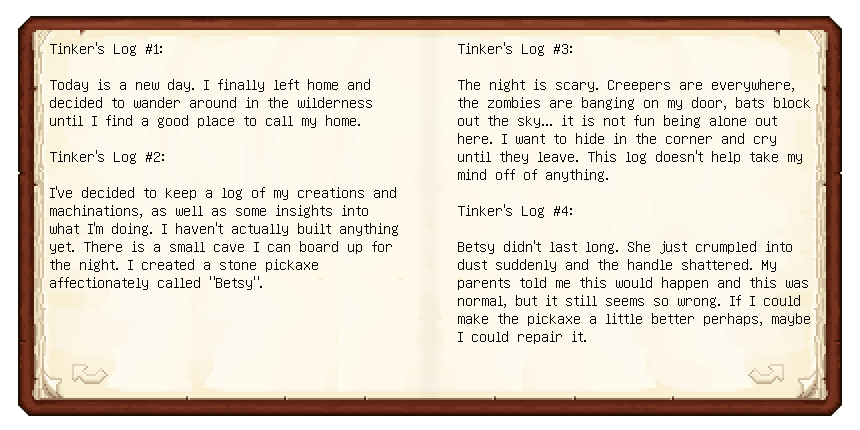 Tinker's Log #1:
Today is a new day. I finally left home and
decided to wander around in the wilderness
until I find a good place to call my home.
Tinker's Log #2:
I've decided to keep a log of my creations and
machinations, as well as some insights into
what I'm doing. I haven't actually built anything
yet. There is a small cave I can board up for
the night. I created a stone pickaxe
affectionately called "Betsy".
Tinker's Log #3:
The night is scary. Creepers are everywhere,
the zombies are banging on my door, bats block
out the sky... it is not fun being alone out
here. I want to hide in the corner and cry
until they leave. This log doesn't help take my
mind off of anything.
Tinker's Log #4:
Betsy didn't last long. She just crumpled into
dust suddenly and the handle shattered. My
parents told me this would happen and this was
normal, but it still seems so wrong. If I could
make the pickaxe a little better perhaps, maybe
I could repair it.